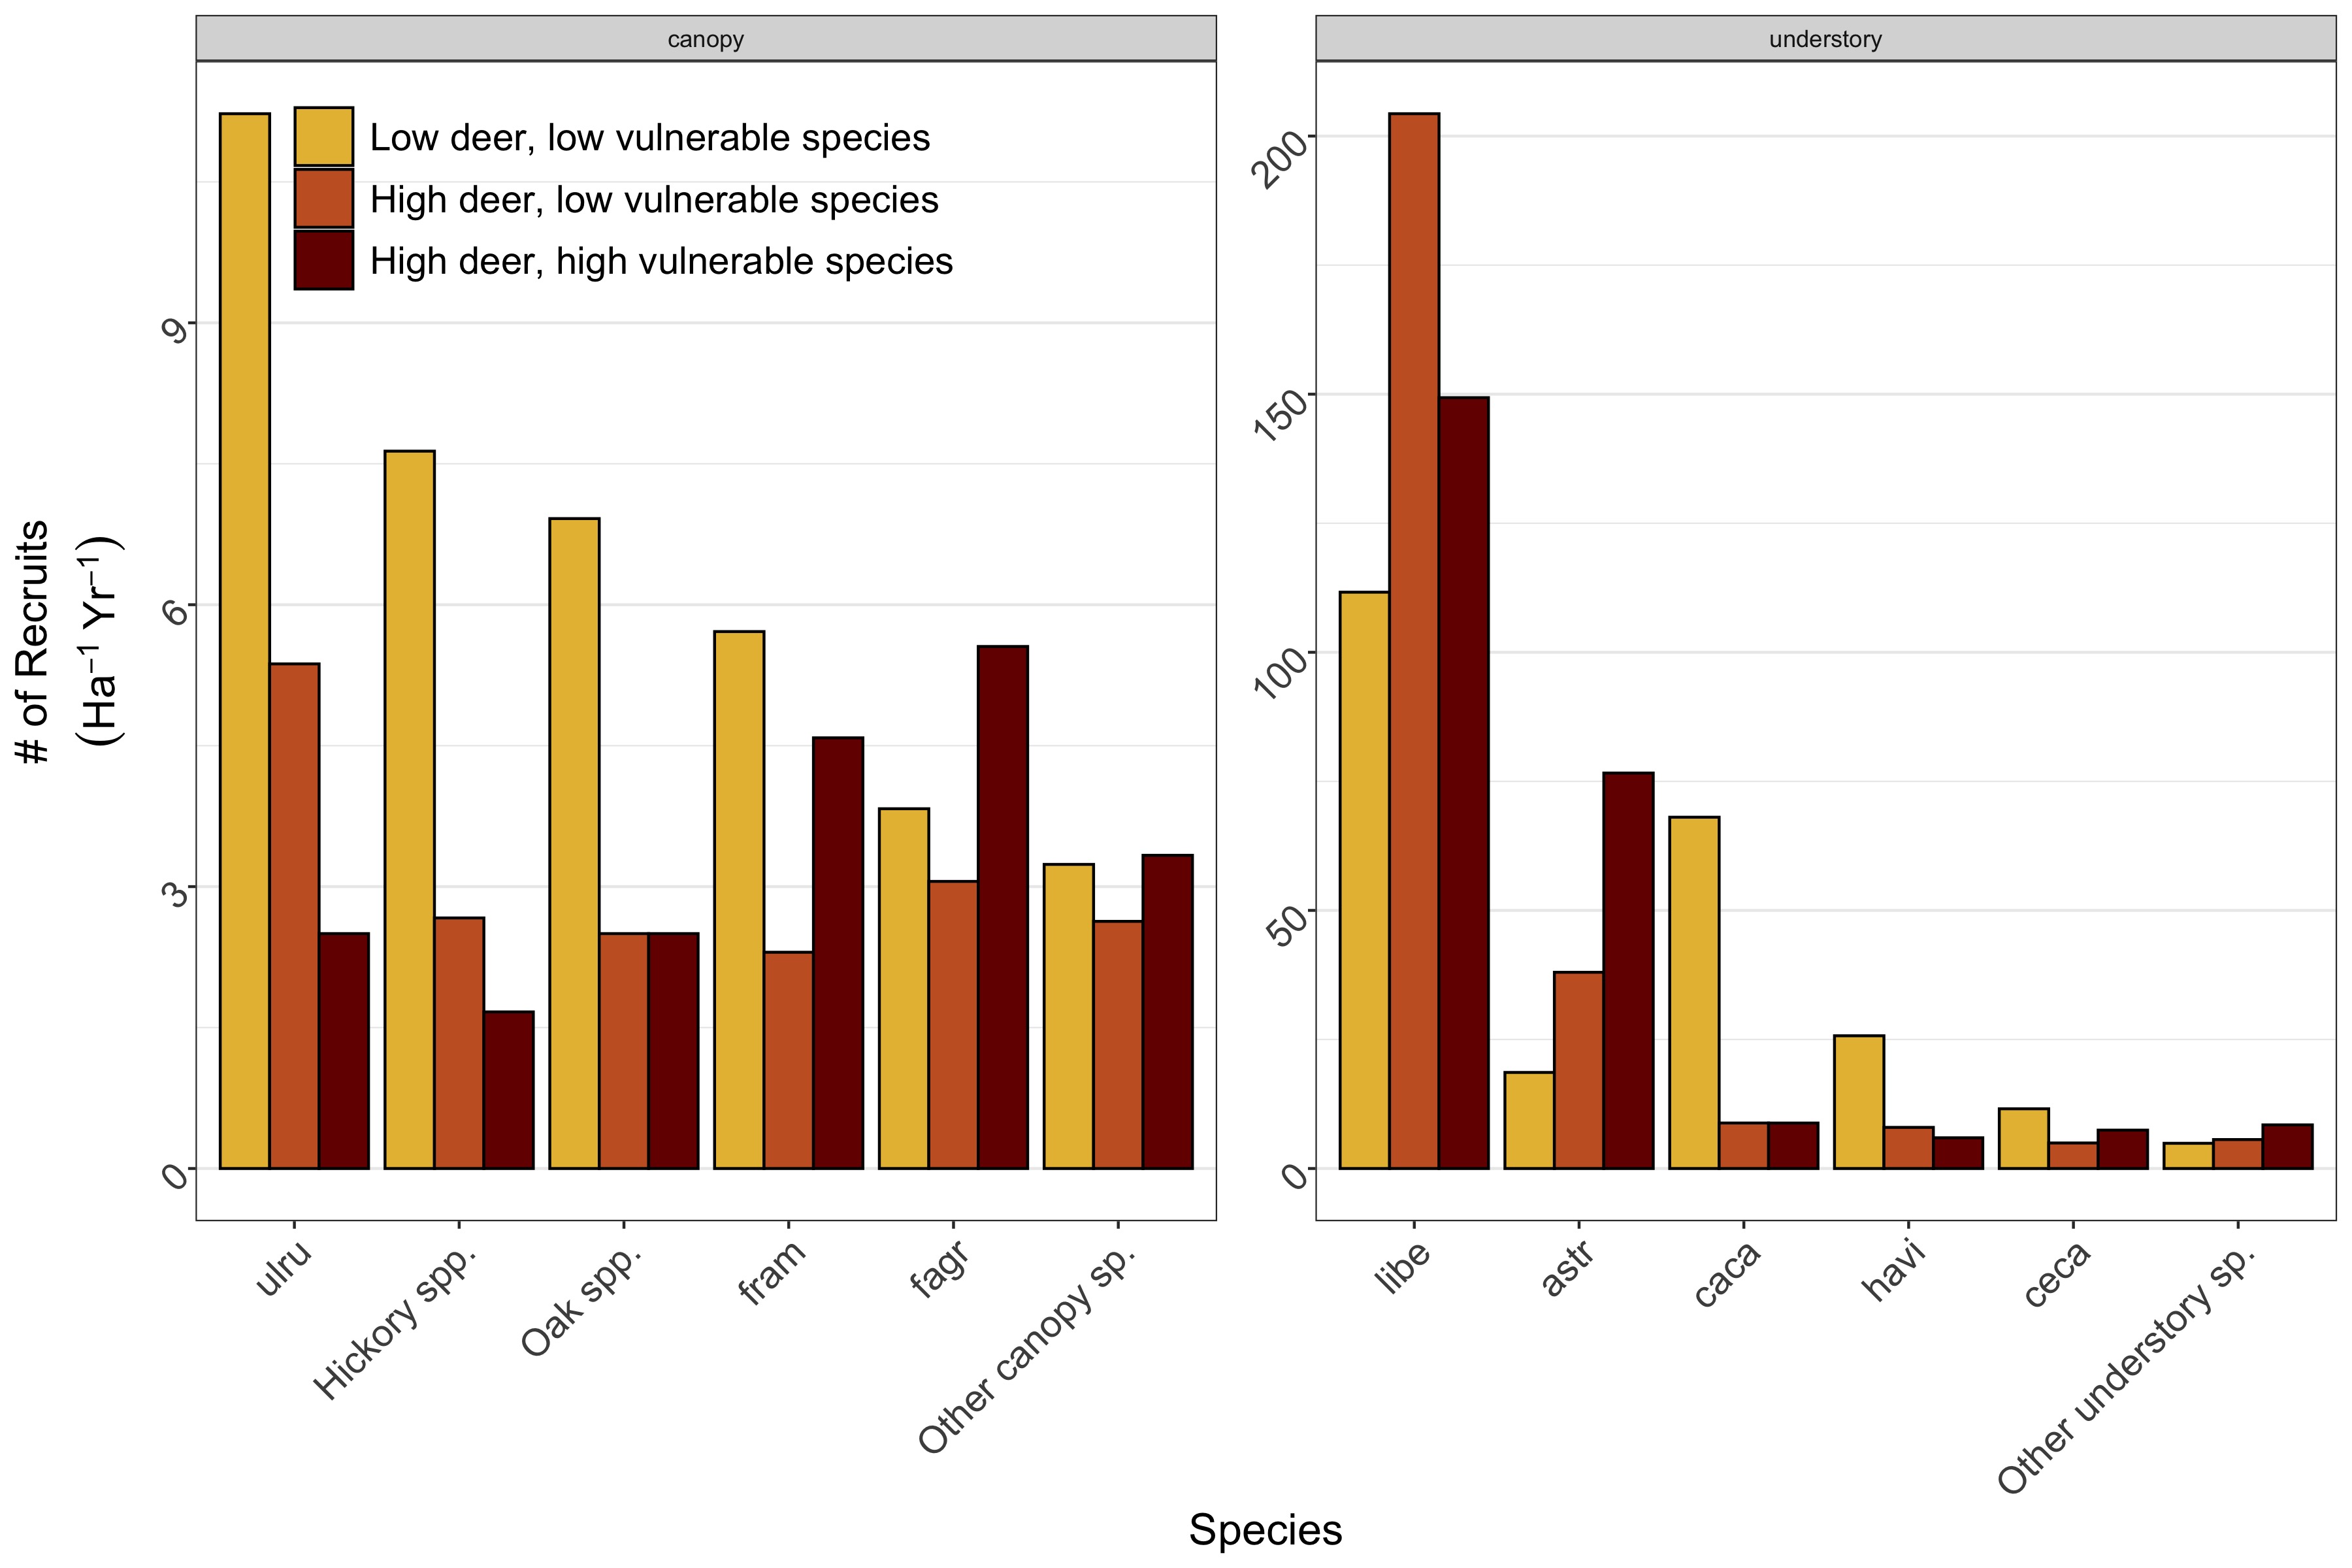 canopy
understory
Low deer, low vulnerable species
High deer, low vulnerable species
High deer, high vulnerable species
# of Recruits
(Ha⁻¹ Yr⁻¹)
9
6
3
0
200
150
100
50
0
ulru
Hickory spp.
Oak spp.
fram
fagr
Other canopy sp.
libe
astr
caca
havi
ceca
Other understory sp.
Species